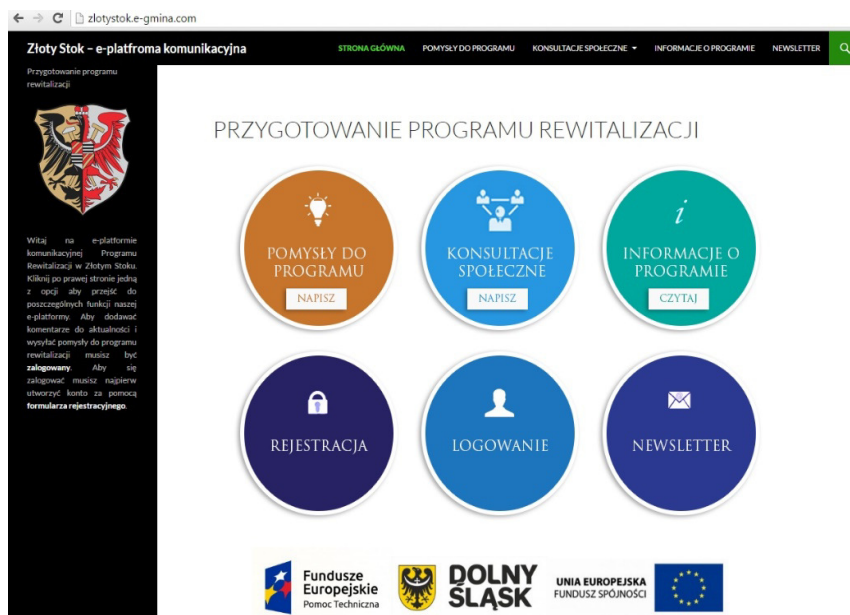 zlotystok.e-gmina.com
Złoty Stok – e-platfroma komunikacyjna
STRONA GŁÓWNA POMYSŁY DO PROGRAMU KONSULTACJE SPOŁECZNE INFORMACJE O PROGRAMIE NEWSLETTER
Przygotowanie programu
rewitalizacji
Witaj na e-platformie
komunikacyjnej Programu
Rewitalizacji w Złotym Stoku.
Kliknij po prawej stronie jedną
z opcji aby przejść do
poszczególnych funkcji naszej
e-platformy. Aby dodawać
komentarze do aktualności i
wysyłać pomysły do programu
rewitalizacji musisz być
zalogowany. Aby się
zalogować musisz najpierw
utworzyć konto za pomocą
formularza rejestracyjnego.
PRZYGOTOWANIE PROGRAMU REWITALIZACJI
POMYSŁY DO
PROGRAMU
NAPISZ
KONSULTACJE
SPOŁECZNE
NAPISZ
i
INFORMACJE O
PROGRAMIE
CZYTAJ
REJESTRACJA
LOGOWANIE
NEWSLETTER
Fundusze
Europejskie
Pomoc Techniczna
DOLNY
ŚLĄSK
UNIA EUROPEJSKA
FUNDUSZ SPÓJNOŚCI